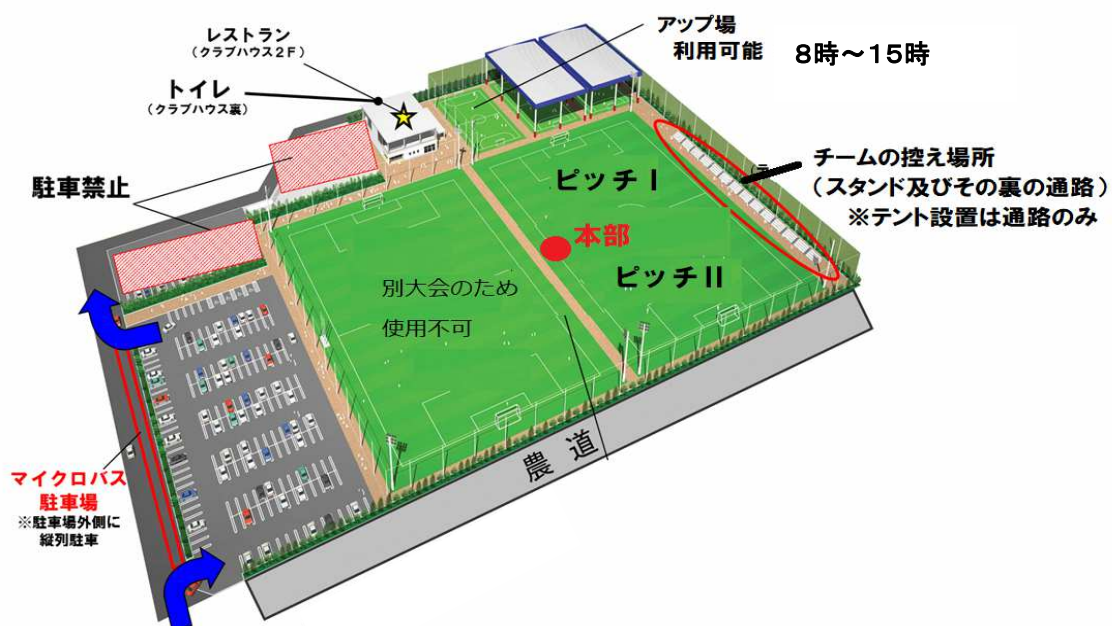 レストラン
（クラブハウス２Ｆ）
トイレ
（クラブハウス裏）
アップ場
利用可能
８時～１５時
駐車禁止
ピッチⅠ
チームの控え場所
（スタンド及びその裏の通路）
※テント設置は通路のみ
本部
ピッチⅡ
別大会のため
使用不可
農道
マイクロバス
駐車場
※駐車場外側に
縦列駐車